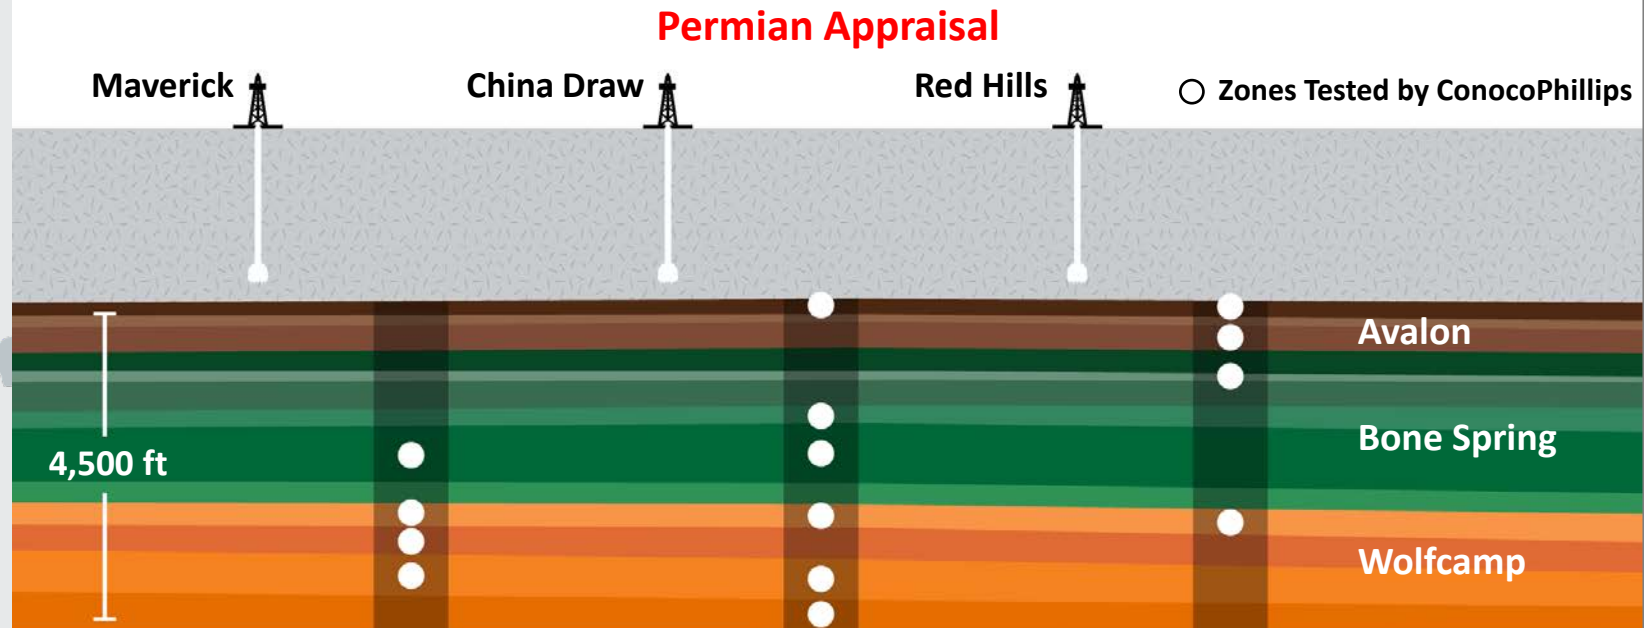 Permian Appraisal
Maverick
China Draw
Red Hills
Zones Tested by ConocoPhillips
Avalon
Bone Spring
4,500 ft
Wolfcamp